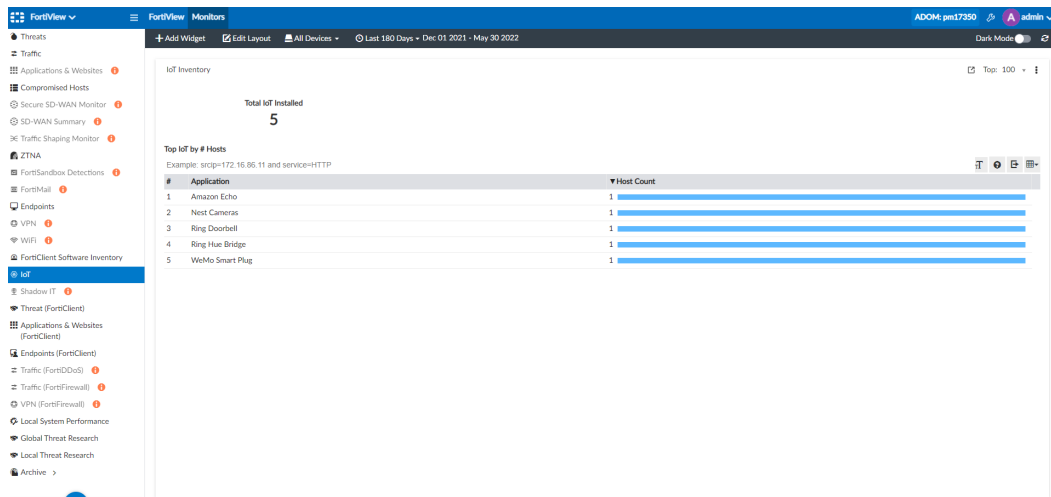 FortiView
FortiView Monitors
ADOM: pm17350
A admin
Threats
Traffic
Applications & Websites
Compromised Hosts
Secure SD-WAN Monitor
SD-WAN Summary
Traffic Shaping Monitor
ZTNA
FortiSandbox Detections
FortiMail
Endpoints
VPN
WiFi
FortiClient Software Inventory
IoT
Shadow IT
Threat (FortiClient)
Applications & Websites
(FortiClient)
Endpoints (FortiClient)
Traffic (FortiDDoS)
Traffic (FortiFirewall)
VPN (FortiFirewall)
Local System Performance
Global Threat Research
Local Threat Research
Archive >
+Add Widget Edit Layout All Devices Last 180 Days Dec 01 2021 - May 30 2022
Dark Mode
IoT Inventory
Top: 100
Total IoT Installed
5
Top IoT by # Hosts
Example: srcip=172.16.86.11 and service=HTTP
# Application ▼Host Count
1 Amazon Echo 1
2 Nest Cameras 1
3 Ring Doorbell 1
4 Ring Hue Bridge 1
5 WeMo Smart Plug 1